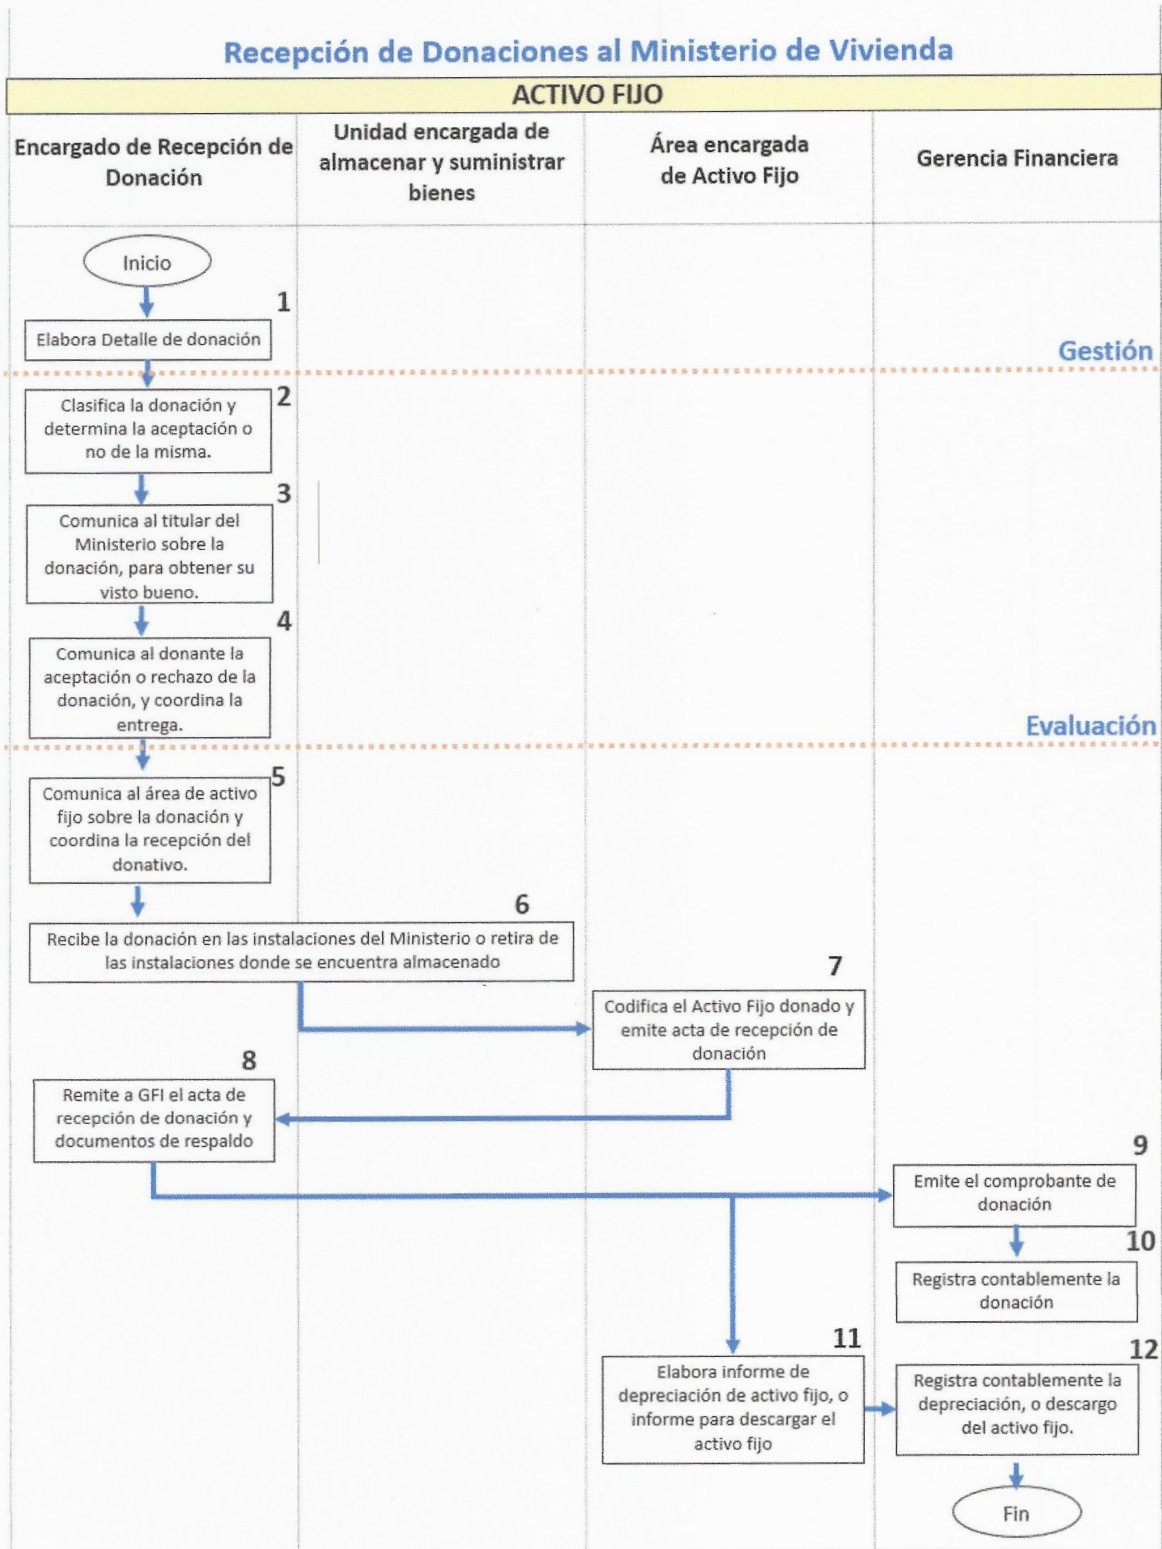 Recepción de Donaciones al Ministerio de Vivienda
ACTIVO FIJO
Encargado de Recepción de
Donación
Unidad encargada de
almacenar y suministrar
bienes
Área encargada
de Activo Fijo
Gerencia Financiera
Inicio
1
Elabora Detalle de donación
Gestión
2
Clasifica la donación y
determina la aceptación o
no de la misma.
3
Comunica al titular del
Ministerio sobre la
donación, para obtener su
visto bueno.
4
Comunica al donante la
aceptación o rechazo de la
donación, y coordina la
entrega.
Evaluación
5
Comunica al área de activo
fijo sobre la donación y
coordina la recepción del
donativo.
6
Recibe la donación en las instalaciones del Ministerio o retira de
las instalaciones donde se encuentra almacenado
7
Codifica el Activo Fijo donado y
emite acta de recepción de
donación
8
Remite a GFI el acta de
recepción de donación y
documentos de respaldo
9
Emite el comprobante de
donación
10
Registra contablemente la
donación
11
Elabora informe de
depreciación de activo fijo, o
informe para descargar el
activo fijo
12
Registra contablemente la
depreciación, o descargo
del activo fijo.
Fin